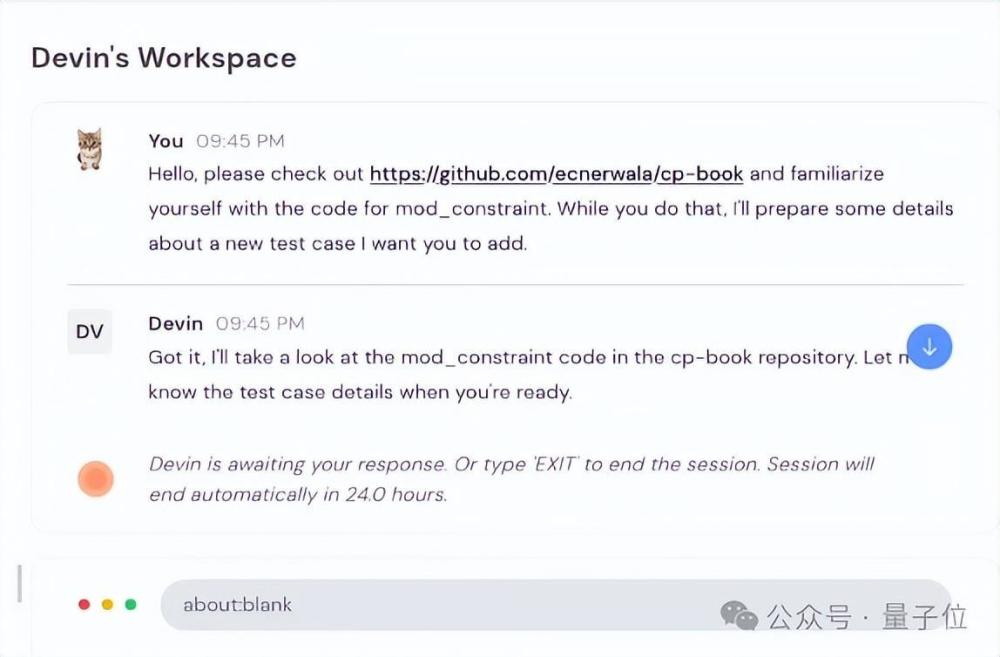 Devin's Workspace
You 09:45 PM
Hello, please check out https://github.com/ecnerwala/cp-book and familiarize
yourself with the code for mod_constraint. While you do that, I'll prepare some details
about a new test case I want you to add.
DV
Devin 09:45 PM
Got it, I'll take a look at the mod_constraint code in the cp-book repository. Let
know the test case details when you're ready.
Devin is awaiting your response. Or type 'EXIT' to end the session. Session will
end automatically in 24.0 hours.
about:blank
公众号 · 量子位